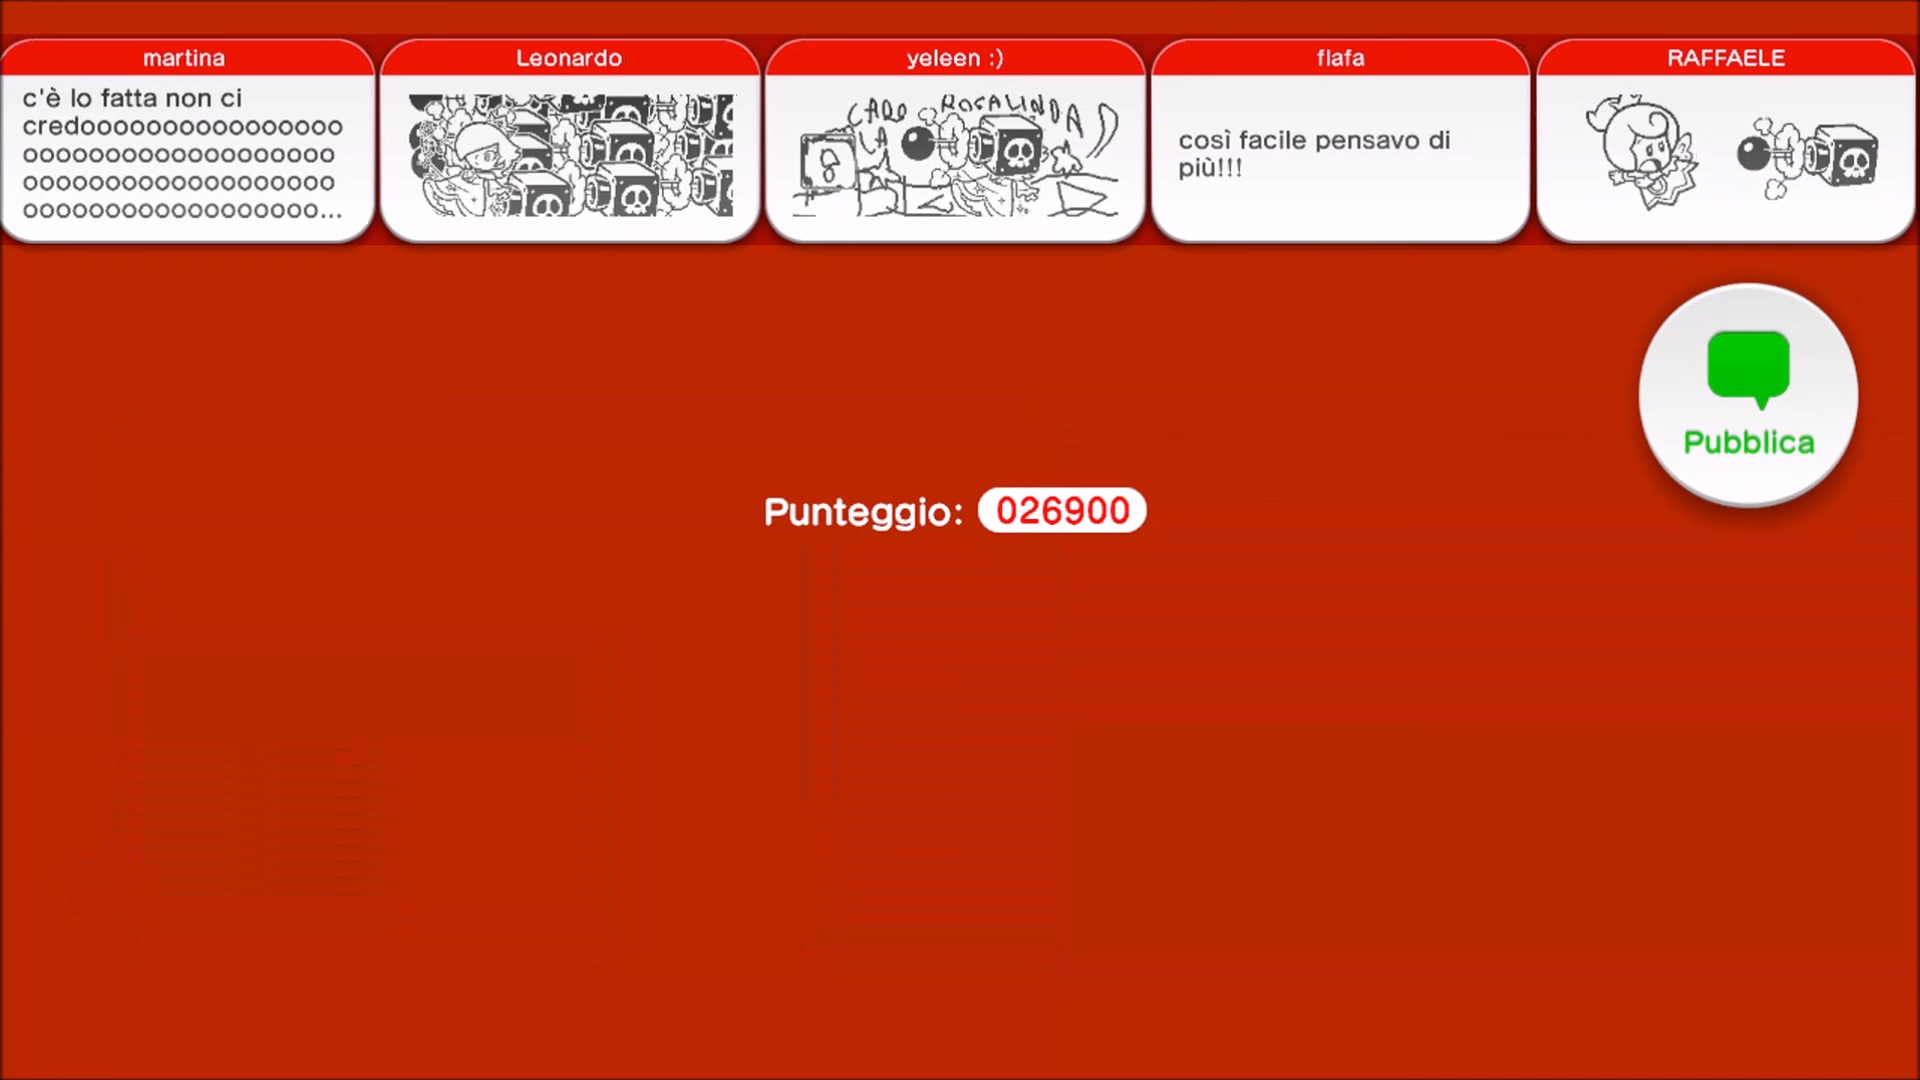 martina
c'è lo fatta non ci
credoooooooooooooooo
ooooooooooooooooooo
ooooooooooooooooooo
oooooooooooooooooo...
Leonardo
yeleen :)
ROSALINDA
flafa
così facile pensavo di
più!!!
RAFFAELE
Pubblica
Punteggio: 026900